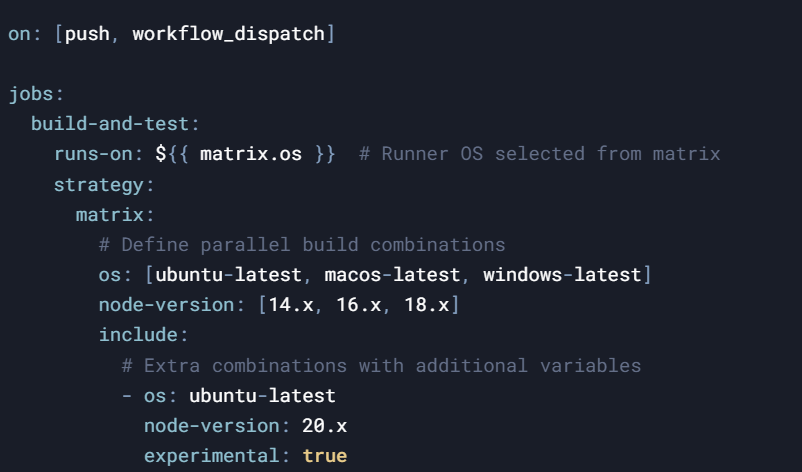 on: [push, workflow_dispatch]

jobs:
  build-and-test:
    runs-on: ${{ matrix.os }}  # Runner OS selected from matrix
    strategy:
      matrix:
        # Define parallel build combinations
        os: [ubuntu-latest, macos-latest, windows-latest]
        node-version: [14.x, 16.x, 18.x]
        include:
          # Extra combinations with additional variables
          - os: ubuntu-latest
            node-version: 20.x
            experimental: true